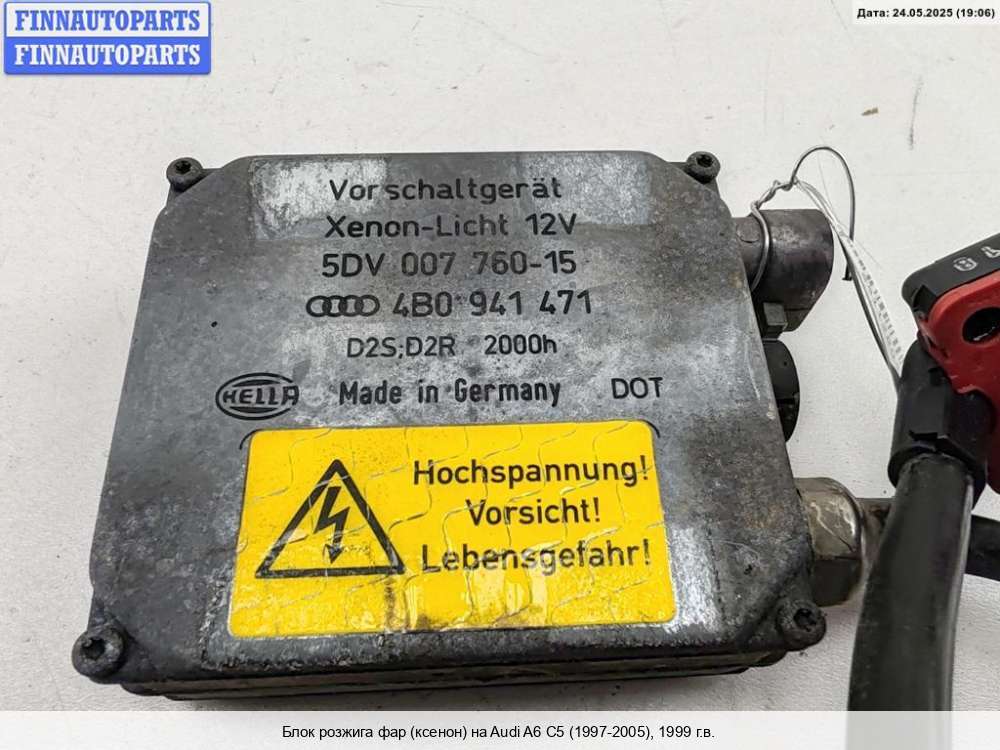 FINNAUTOPARTS
FINNAUTOPARTS
Дата: 24.05.2025 (19:06)
Vorschaltgerät
Xenon-Licht 12V
5DV 007 760-15
4B0 941 471
D2S;D2R 2000h
HELLA Made in Germany DOT
Hochspannung!
Vorsicht!
Lebensgefahr!
Блок розжига фар (ксенон) на Audi A6 C5 (1997-2005), 1999 г.в.